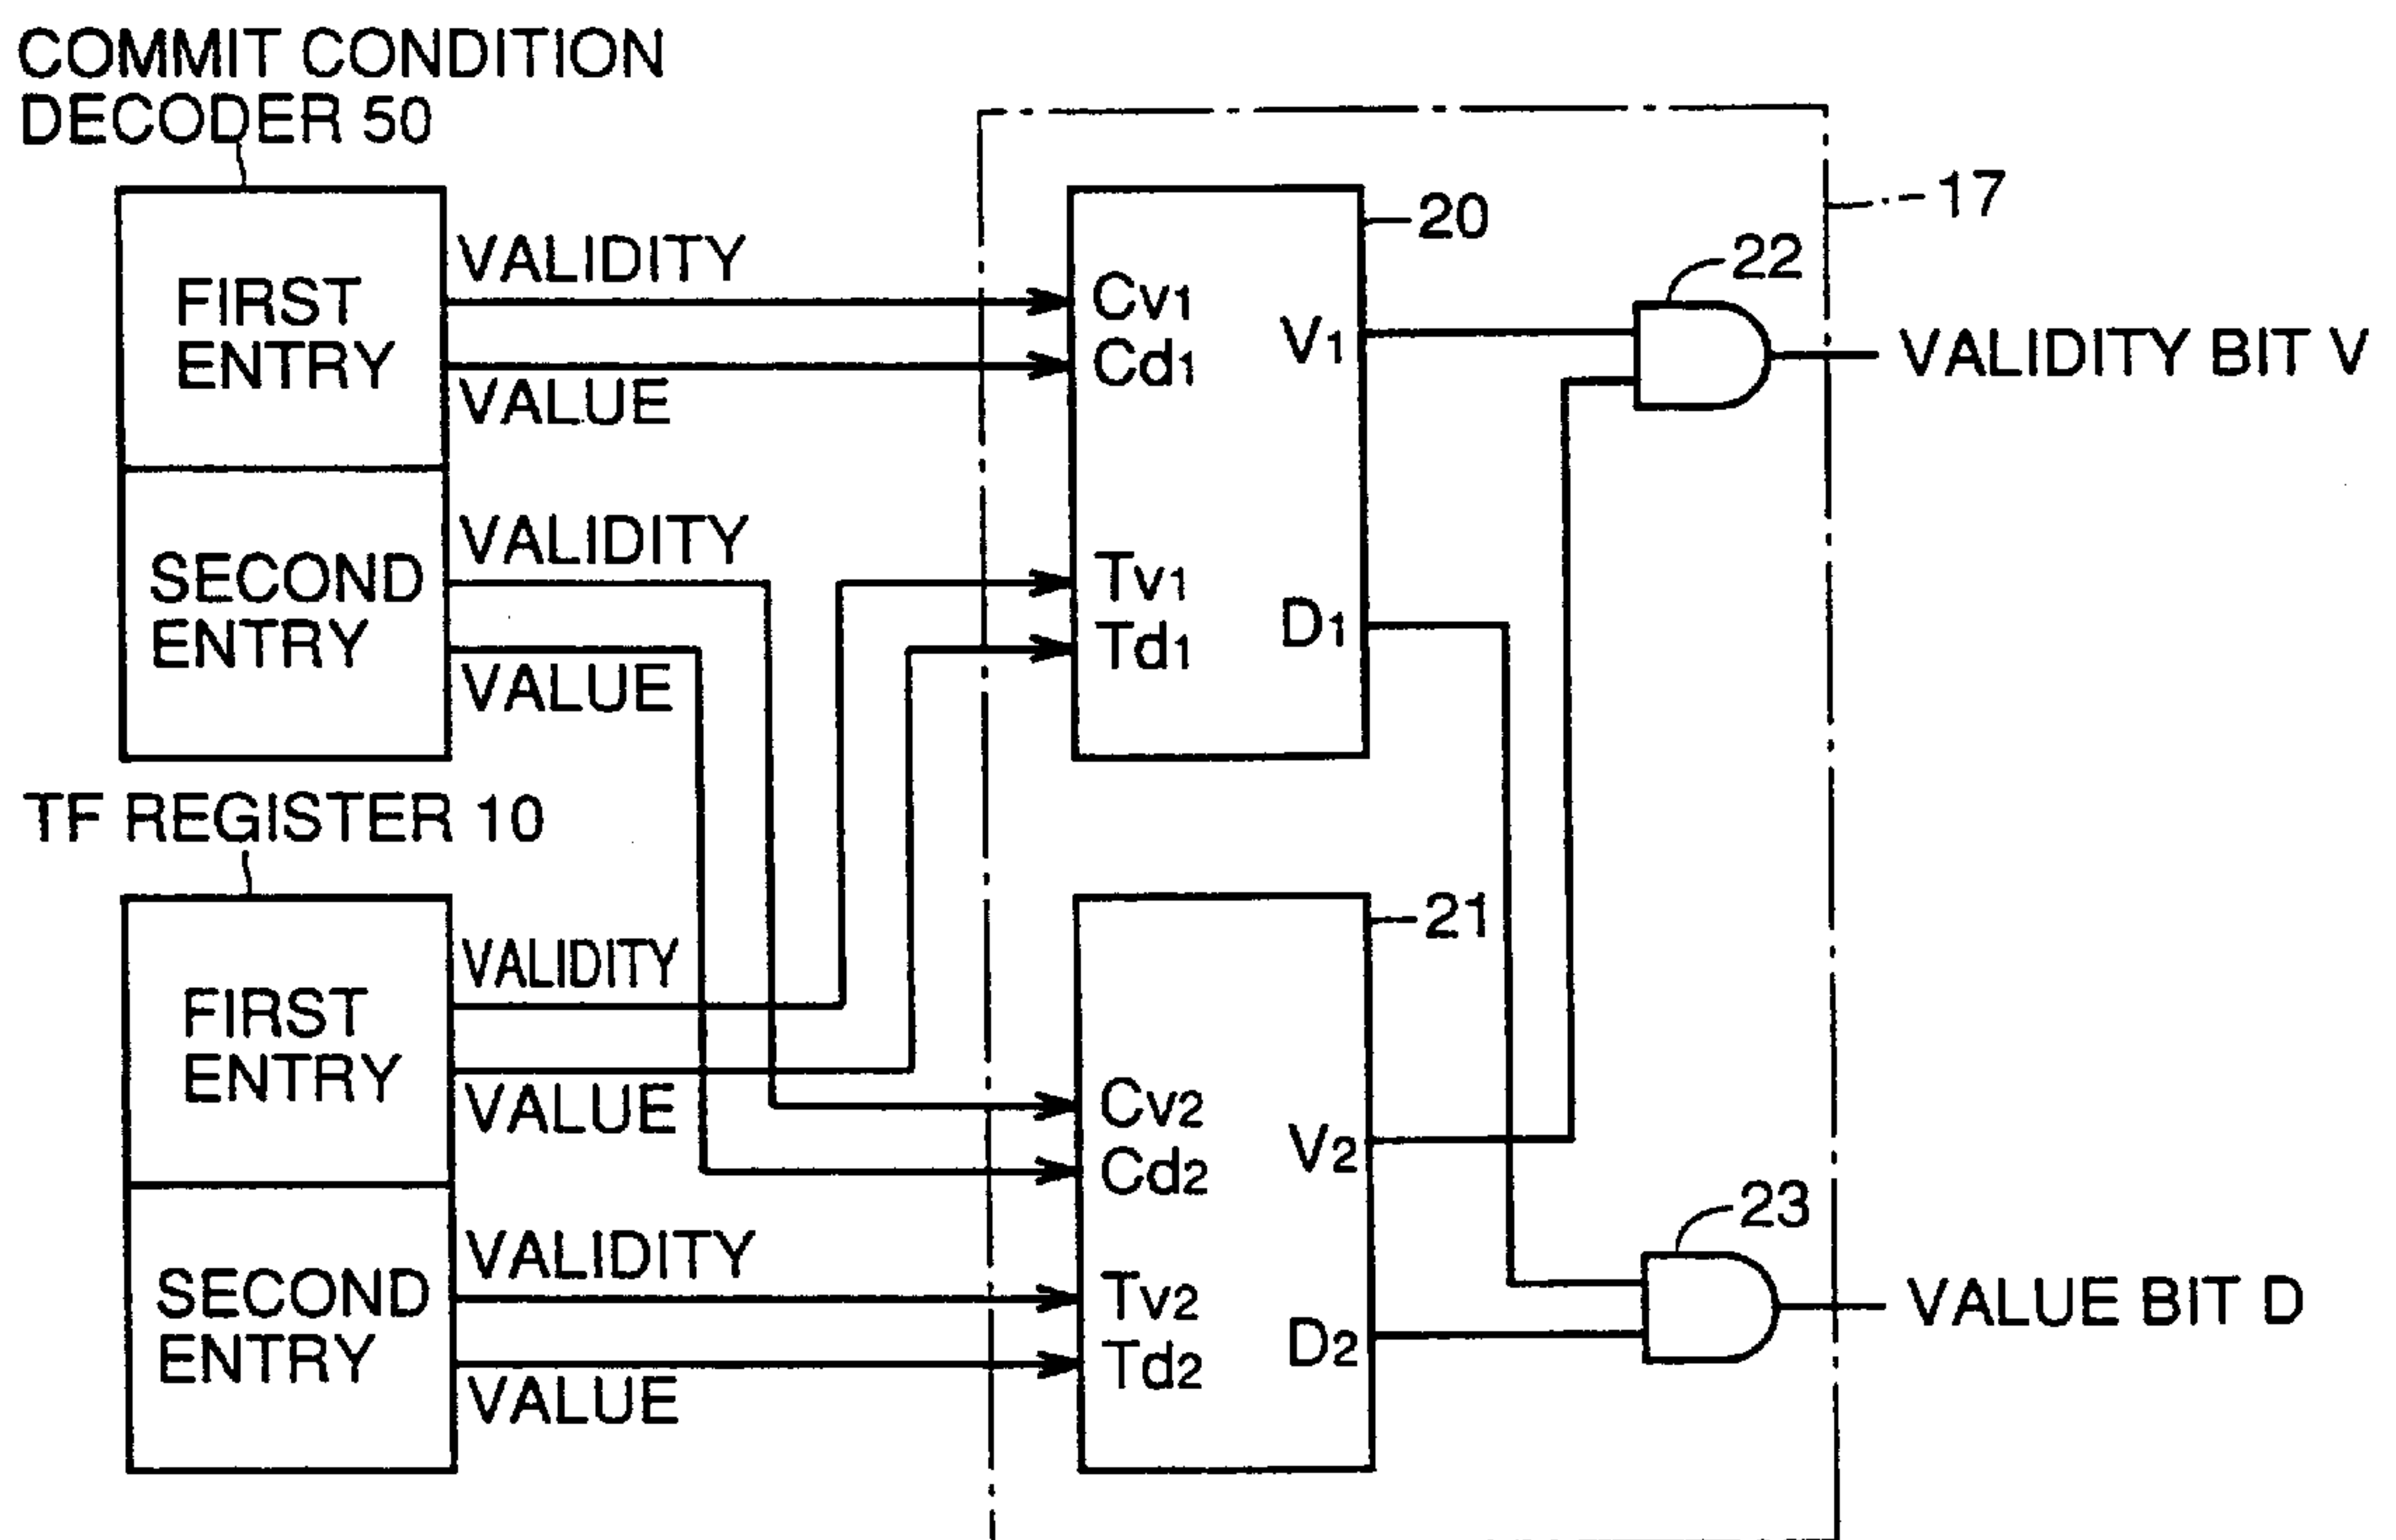 COMMIT CONDITION
DECODER 50
17
20
22
VALIDITY
FIRST
ENTRY
Cv1
Cd1
V1
VALIDITY BIT V
VALUE
VALIDITY
SECOND
ENTRY
Tv1
Td1
D1
VALUE
TF REGISTER 10
21
VALIDITY
FIRST
ENTRY
VALUE
Cv2
Cd2
V2
23
VALIDITY
SECOND
ENTRY
Tv2
Td2
D2
VALUE BIT D
VALUE